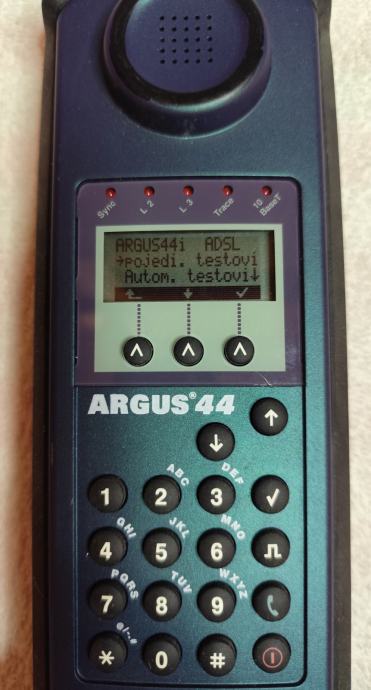 Sync L 2 L 3 Trace 10 BaseT
ARGUS44i ADSL
→pojedi. testovi
Autom. testovi↓
ARGUS® 44
ABC DEF
1 2 3
GHI JKL MNO
4 5 6
PQRS TUV WXYZ
7 8 9
@/-.#
* 0 #